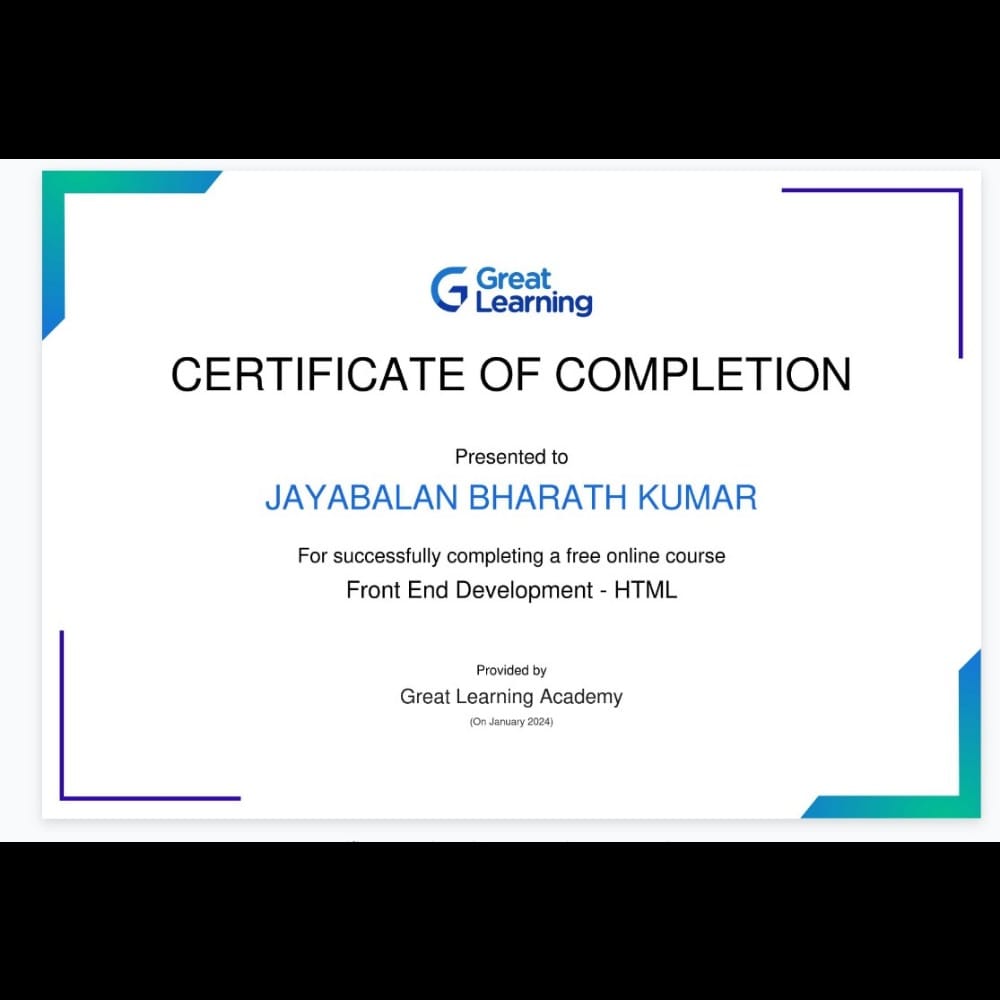 Great
Learning
CERTIFICATE OF COMPLETION
Presented to
JAYABALAN BHARATH KUMAR
For successfully completing a free online course
Front End Development - HTML
Provided by
Great Learning Academy
(On January 2024)